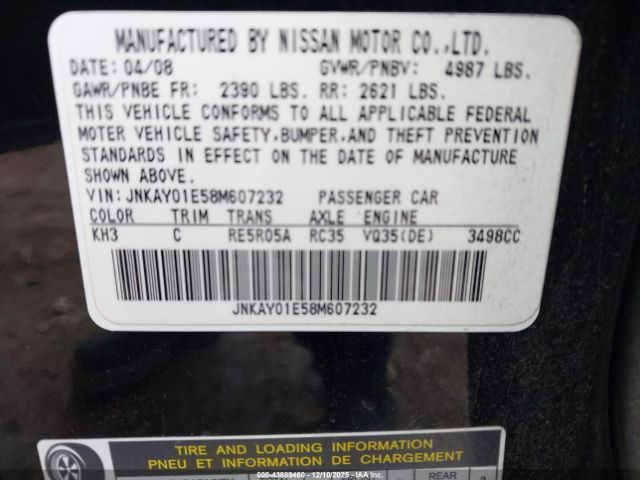 MANUFACTURED BY NISSAN MOTOR CO.,LTD.
DATE: 04/08 GVWR/PNBV: 4987 LBS.
GAWR/PNBE FR: 2390 LBS. RR: 2621 LBS.
THIS VEHICLE CONFORMS TO ALL APPLICABLE FEDERAL
MOTER VEHICLE SAFETY,BUMPER,AND THEFT PREVENTION
STANDARDS IN EFFECT ON THE DATE OF MANUFACTURE
SHOWN ABOVE.
VIN:JNKAY01E58M607232 PASSENGER CAR
COLOR TRIM TRANS AXLE ENGINE
KH3 C RE5R05A RC35 VQ35(DE) 3498CC
JNKAY01E58M607232
TIRE AND LOADING INFORMATION
PNEU ET INFORMATION DE CHARGEMENT
REAR
000-43889460 - 12/10/2025 - IAA